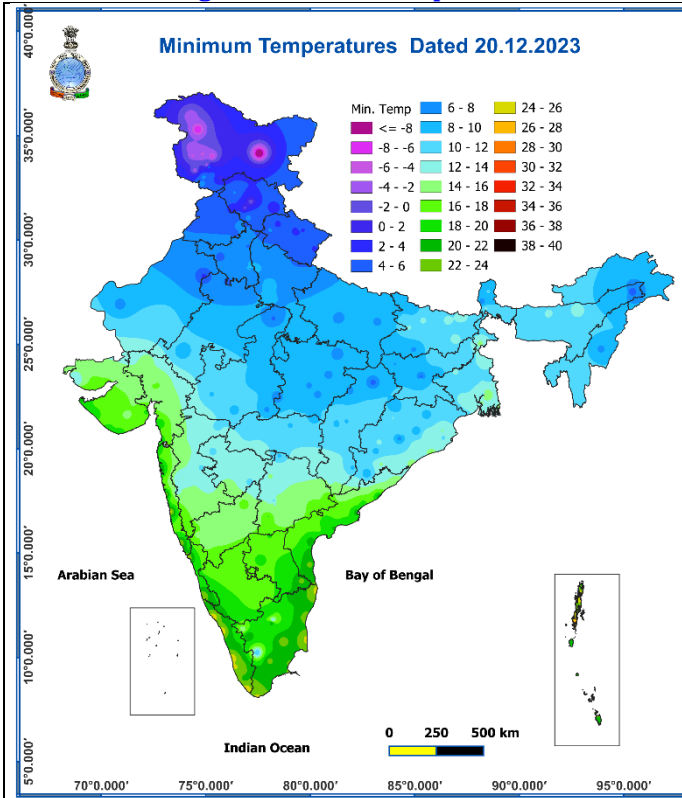 Minimum Temperatures Dated 20.12.2023
Min. Temp
<= -8
-8 - -6
-6 - -4
-4 - -2
-2 - 0
0 - 2
2 - 4
4 - 6
6 - 8
8 - 10
10 - 12
12 - 14
14 - 16
16 - 18
18 - 20
20 - 22
22 - 24
24 - 26
26 - 28
28 - 30
30 - 32
32 - 34
34 - 36
36 - 38
38 - 40
40°0.000'
35°0.000'
30°0.000'
25°0.000'
20°0.000'
15°0.000'
10°0.000'
5°0.000'
Arabian Sea
Bay of Bengal
Indian Ocean
0 250 500 km
70°0.000' 75°0.000' 80°0.000' 85°0.000' 90°0.000' 95°0.000'